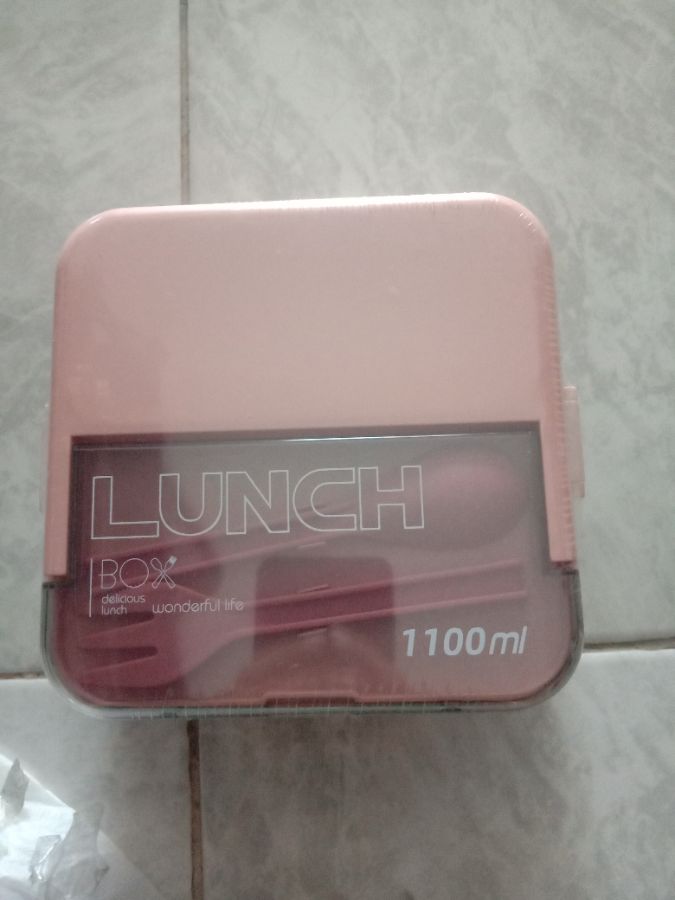 LUNCH
BOX
delicious
lunch wonderful life
1100ml